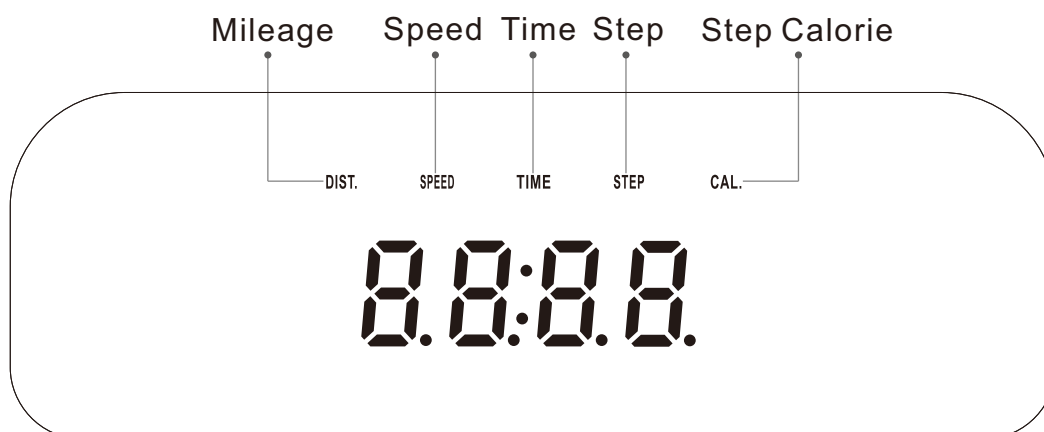 Mileage Speed Time Step Step Calorie
DIST. SPEED TIME STEP CAL.
8.8:8.8.